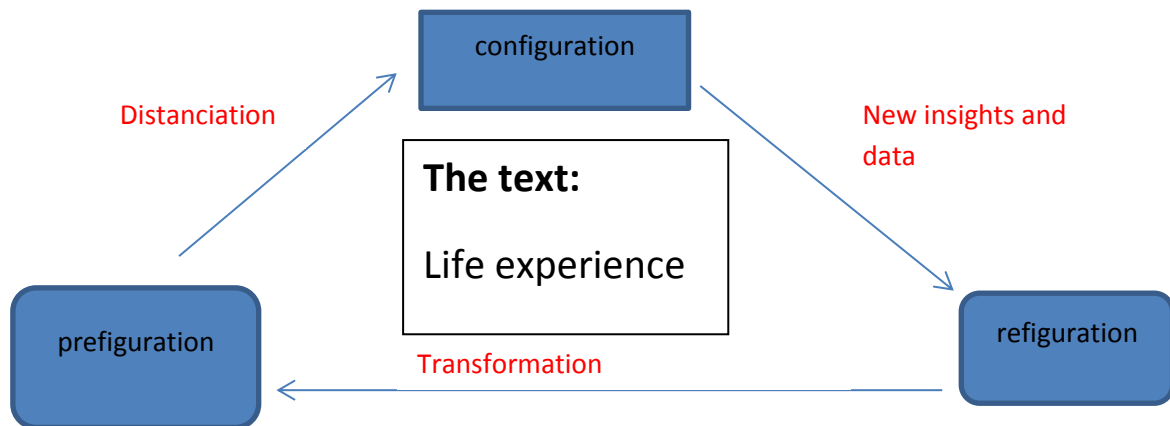 configuration
Distanciation
New insights and
data
The text:
Life experience
prefiguration
refiguration
Transformation